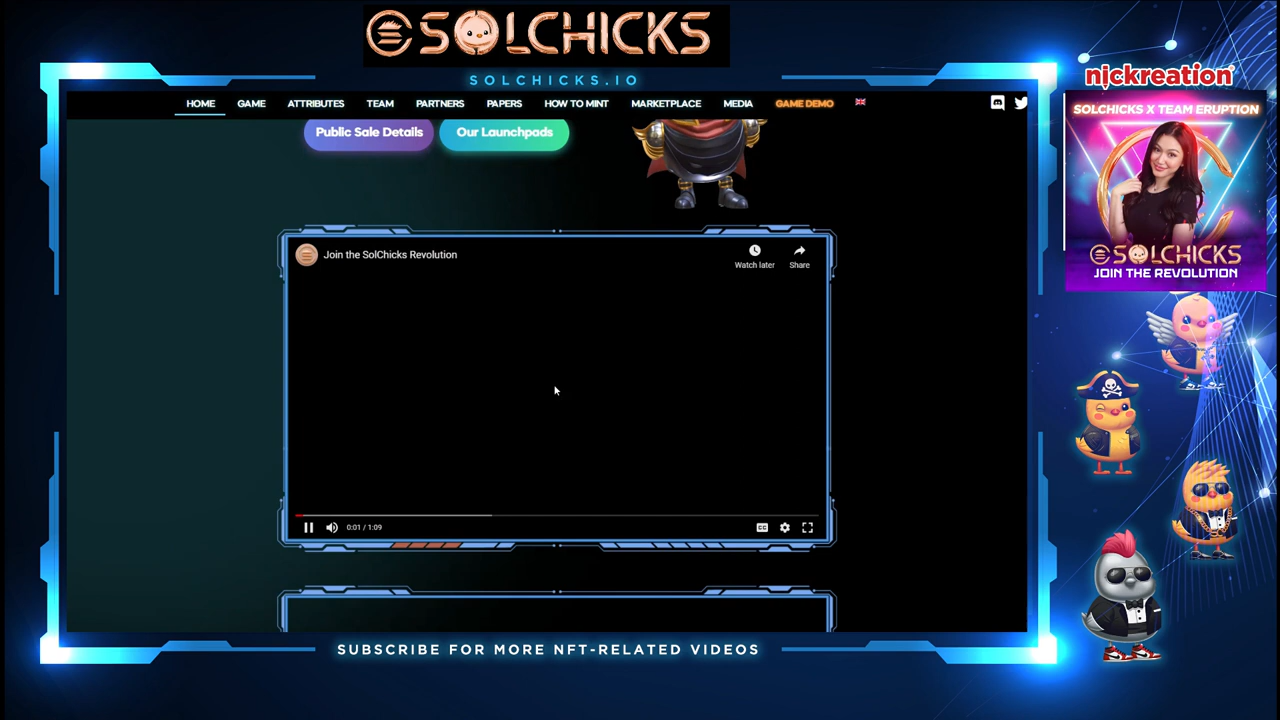 SOLCHICKS
SOLCHICKS.IO
nickreation
HOME GAME ATTRIBUTES TEAM PARTNERS PAPERS HOW TO MINT MARKETPLACE MEDIA GAME DEMO
SOLCHICKS X TEAM ERUPTION
Public Sale Details Our Launchpads
Join the SolChicks Revolution
Watch later Share
SOLCHICKS
JOIN THE REVOLUTION
0:01 / 1:09
CC
SUBSCRIBE FOR MORE NFT-RELATED VIDEOS